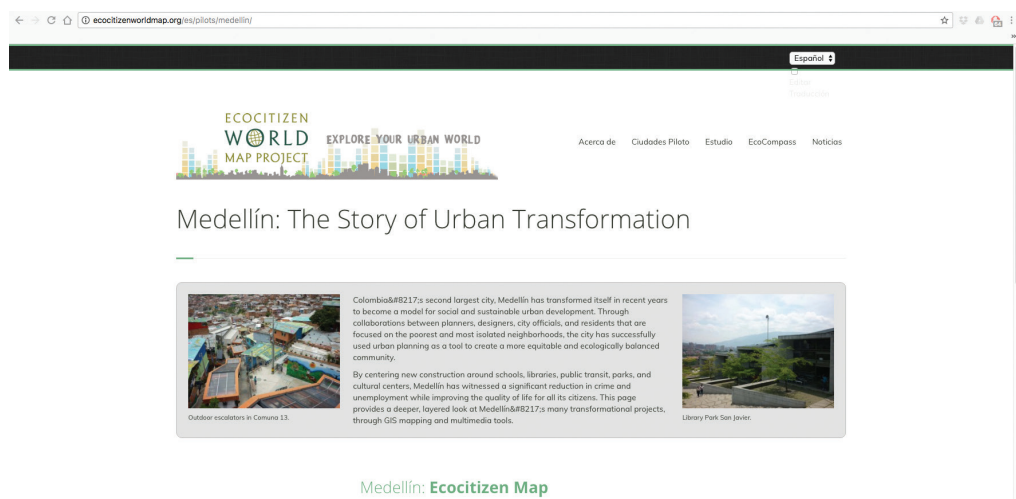 ecocitizenworldmap.org/es/pilots/medellin/
»
Español
Editar
Traducción
ECOCITIZEN
WORLD
MAP PROJECT
EXPLORE YOUR URBAN WORLD
Acerca de Ciudades Piloto Estudio EcoCompass Noticias
Medellín: The Story of Urban Transformation
Colombia&#8217;s second largest city, Medellín has transformed itself in recent years
to become a model for social and sustainable urban development. Through
collaborations between planners, designers, city officials, and residents that are
focused on the poorest and most isolated neighborhoods, the city has successfully
used urban planning as a tool to create a more equitable and ecologically balanced
community.
By centering new construction around schools, libraries, public transit, parks, and
cultural centers, Medellín has witnessed a significant reduction in crime and
unemployment while improving the quality of life for all its citizens. This page
provides a deeper, layered look at Medellín&#8217;s many transformational projects,
through GIS mapping and multimedia tools.
Outdoor escalators in Comuna 13.
Library Park San Javier.
Medellín: Ecocitizen Map